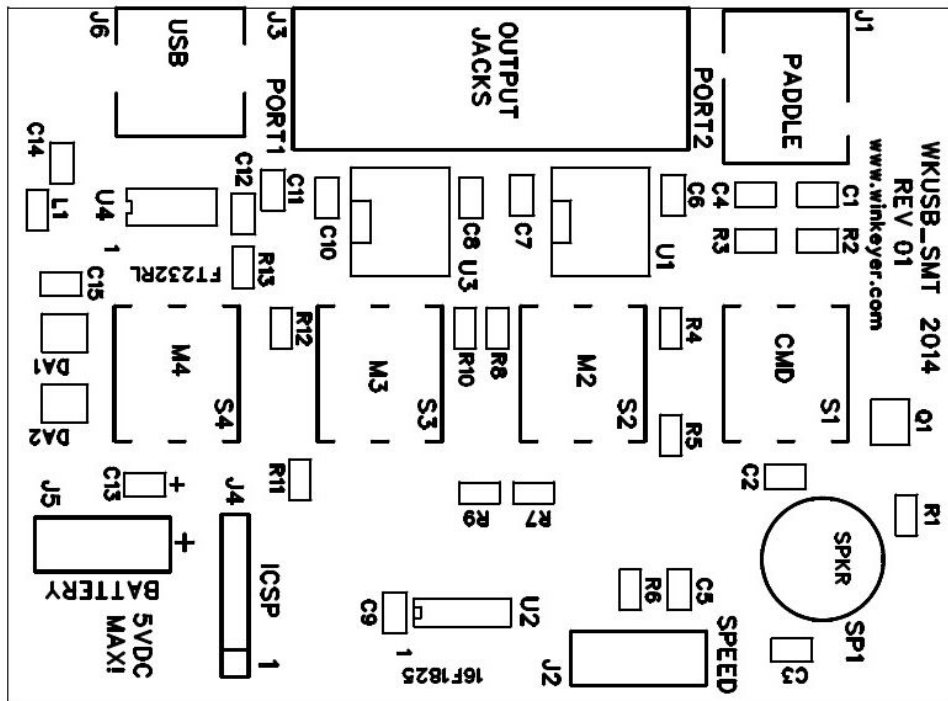 J6
USB
J3
PORT1
OUTPUT
JACKS
PORT2
J1
PADDLE
WKUSB_SMT 2014
REV 01
www.winkeyer.com
C14
L1
U4
1
C12
C11
C10
C8
C7
C6
C4
C1
R3
R2
U1
U3
FT232RL
R13
C15
DA1
DA2
M4
S4
R12
M3
S3
R10
R8
M2
S2
R4
R5
CMD
S1
Q1
C2
R1
J5
C13
+
J4
R11
R9
R7
+
BATTERY
5VDC
MAX!
ICSP
1
C9
U2
1
16F1825
R6
C5
J2
SPEED
SPKR
SP1
C3